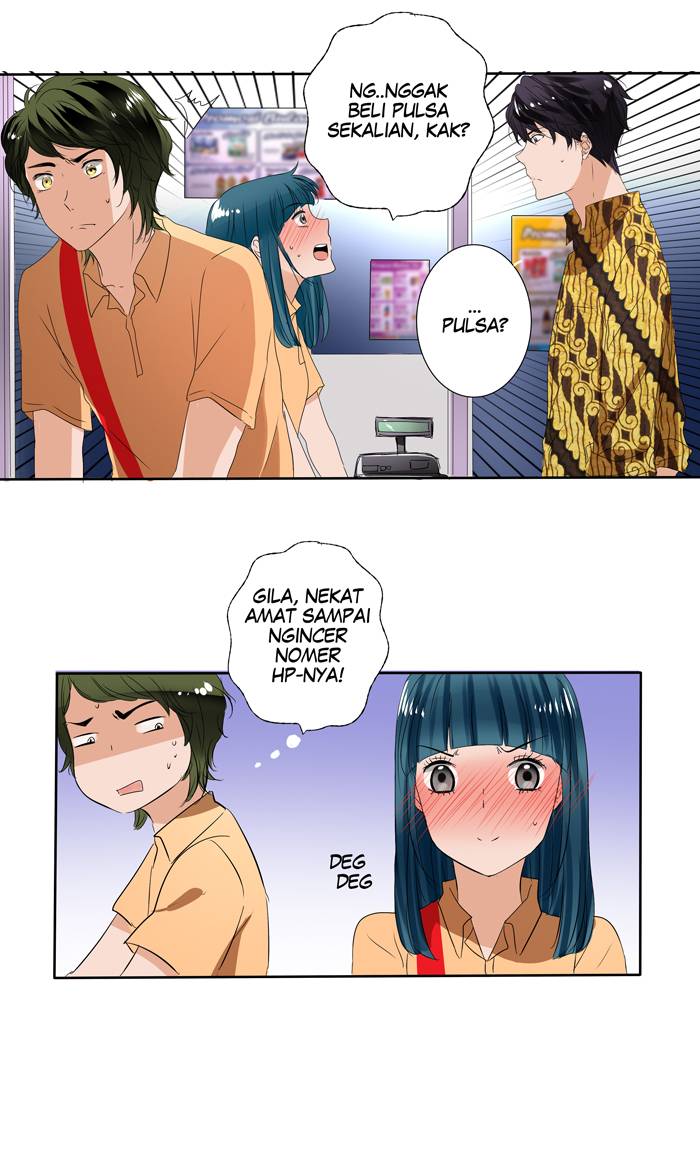 NG..NGGAK
BELI PULSA
SEKALIAN, KAK?
...
PULSA?
GILA, NEKAT
AMAT SAMPAI
NGINCER
NOMER
HP-NYA!
DEG
DEG